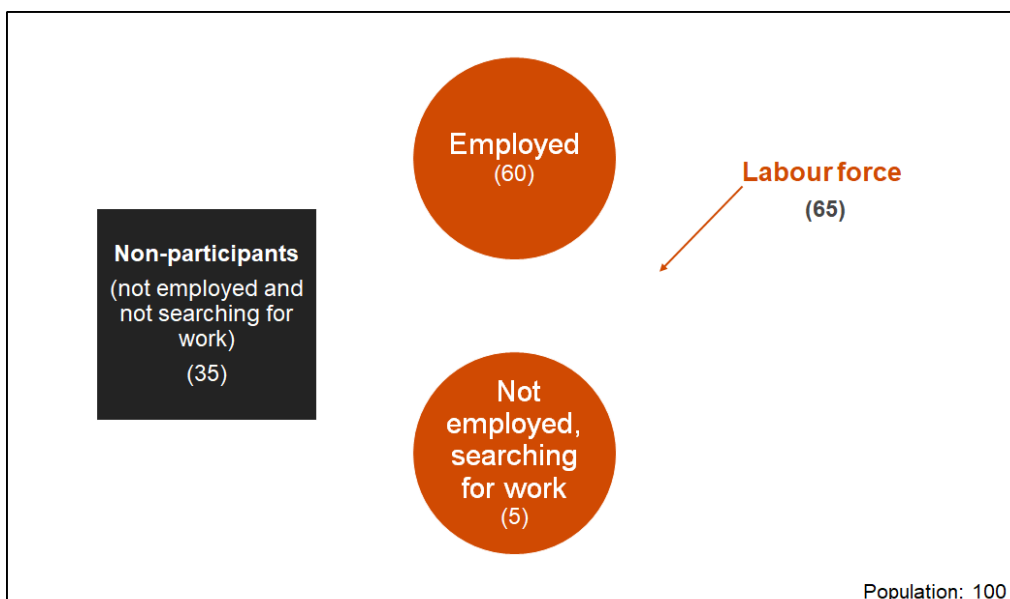 Employed
(60)
Labour force
(65)
Non-participants
(not employed and
not searching for
work)
(35)
Not
employed,
searching
for work
(5)
Population: 100